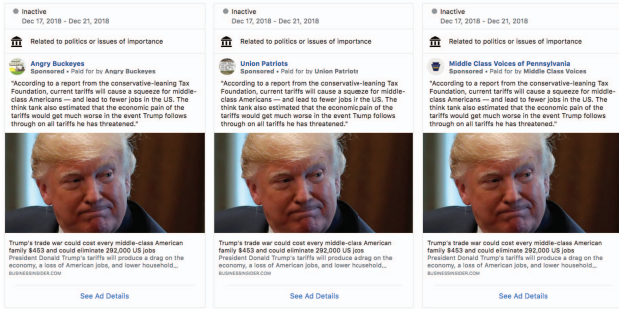 Inactive
Dec 17, 2018 - Dec 21, 2018
Related to politics or issues of importance
Angry Buckeyes
Sponsored • Paid for by Angry Buckeyes
"According to a report from the conservative-leaning Tax
Foundation, current tariffs will cause a squeeze for middle-
class Americans — and lead to fewer jobs in the US. The
think tank also estimated that the economic pain of the
tariffs would get much worse in the event Trump follows
through on all tariffs he has threatened."
Trump's trade war could cost every middle-class American
family $453 and could eliminate 292,000 US jobs
President Donald Trump's tariffs will produce a drag on the
economy, a loss of American jobs, and lower household...
BUSINESSINSIDER.COM
See Ad Details
Inactive
Dec 17, 2018 - Dec 21, 2018
Related to politics or issues of importance
Union Patriots
Sponsored • Paid for by Union Patriots
"According to a report from the conservative-leaning Tax
Foundation, current tariffs will cause a squeeze for middle-
class Americans — and lead to fewer jobs in the US. The
think tank also estimated that the economic pain of the
tariffs would get much worse in the event Trump follows
through on all tariffs he has threatened."
Trump's trade war could cost every middle-class American
family $453 and could eliminate 292,000 US jobs
President Donald Trump's tariffs will produce a drag on the
economy, a loss of American jobs, and lower household...
BUSINESSINSIDER.COM
See Ad Details
Inactive
Dec 17, 2018 - Dec 21, 2018
Related to politics or issues of importance
Middle Class Voices of Pennsylvania
Sponsored • Paid for by Middle Class Voices
"According to a report from the conservative-leaning Tax
Foundation, current tariffs will cause a squeeze for middle-
class Americans — and lead to fewer jobs in the US. The
think tank also estimated that the economic pain of the
tariffs would get much worse in the event Trump follows
through on all tariffs he has threatened."
Trump's trade war could cost every middle-class American
family $453 and could eliminate 292,000 US jobs
President Donald Trump's tariffs will produce a drag on the
economy, a loss of American jobs, and lower household...
BUSINESSINSIDER.COM
See Ad Details